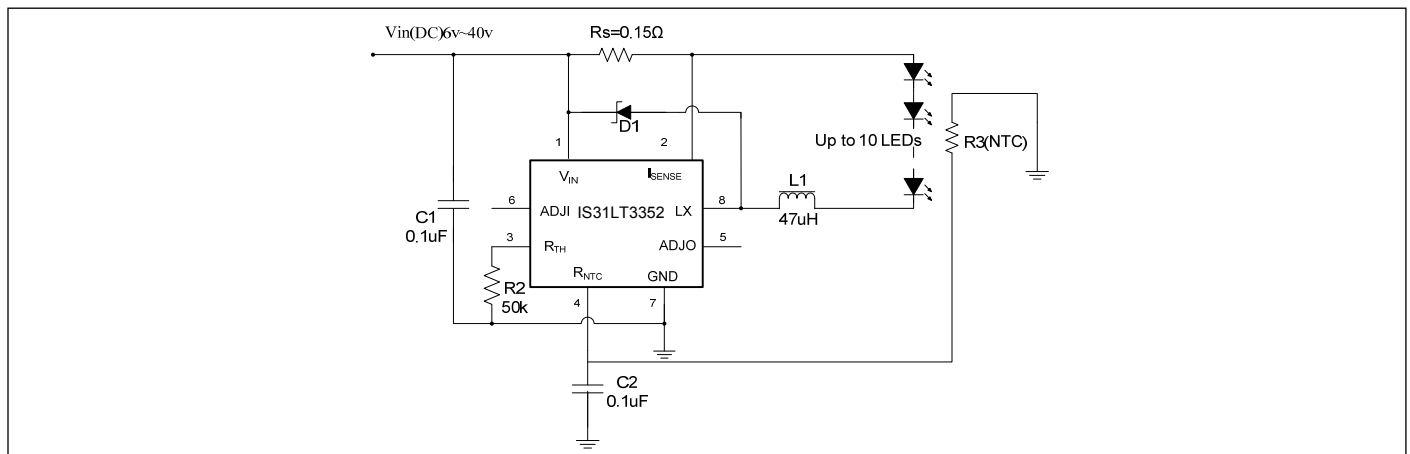 Vin(DC)6v~40v
Rs=0.15Ω
D1
1
2
Up to 10 LEDs
R3(NTC)
VIN
ISENSE
L1
6
ADJI
IS31LT3352
LX
8
47uH
C1
0.1uF
3
RTH
ADJO
5
RNTC
GND
R2
50k
4
7
C2
0.1uF